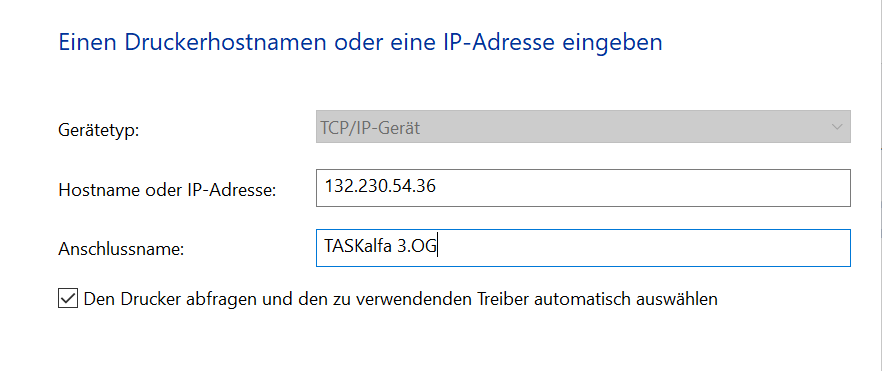 Einen Druckerhostnamen oder eine IP-Adresse eingeben
Gerätetyp: TCP/IP-Gerät
Hostname oder IP-Adresse: 132.230.54.36
Anschlussname: TASKalfa 3.OG
Den Drucker abfragen und den zu verwendenden Treiber automatisch auswählen